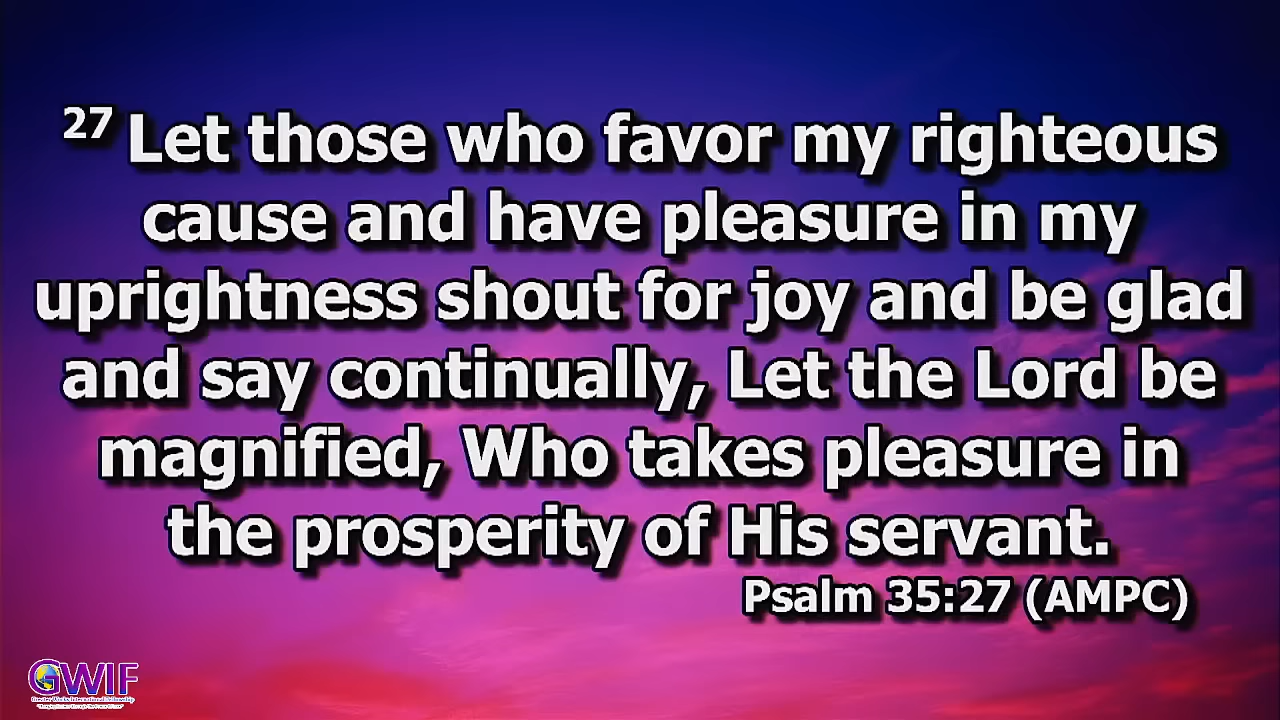 27 Let those who favor my righteous
cause and have pleasure in my
uprightness shout for joy and be glad
and say continually, Let the Lord be
magnified, Who takes pleasure in
the prosperity of His servant.
Psalm 35:27 (AMPC)
GWIF